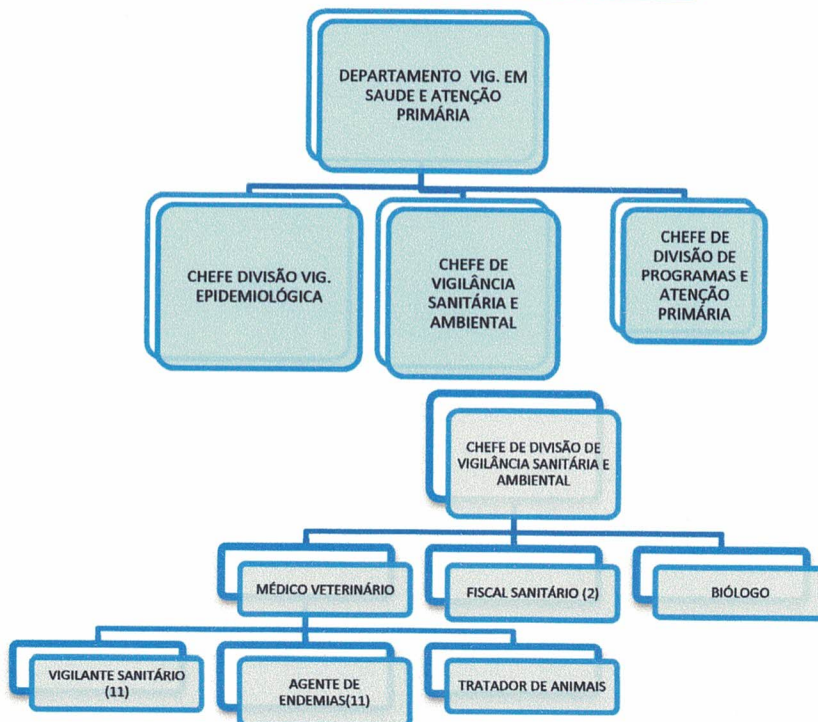 DEPARTAMENTO VIG. EM
SAUDE E ATENÇÃO
PRIMÁRIA
CHEFE DIVISÃO VIG.
EPIDEMIOLÓGICA
CHEFE DE
VIGILÂNCIA
SANITÁRIA E
AMBIENTAL
CHEFE DE
DIVISÃO DE
PROGRAMAS E
ATENÇÃO
PRIMÁRIA
CHEFE DE DIVISÃO DE
VIGILÂNCIA SANITÁRIA E
AMBIENTAL
MÉDICO VETERINÁRIO
FISCAL SANITÁRIO (2)
BIÓLOGO
VIGILANTE SANITÁRIO
(11)
AGENTE DE
ENDEMIAS(11)
TRATADOR DE ANIMAIS